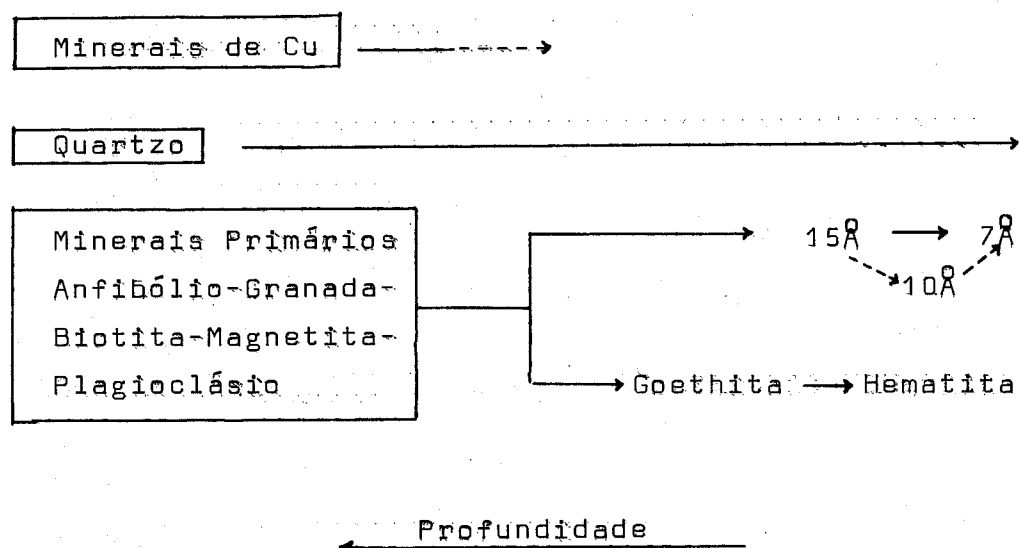 Minerais de Cu
Quartzo
Minerais Primários
Anfibólio-Granada-
Biotita-Magnetita-
Plagioclásio
15Å 7Å
10Å
Goethita Hematita
Profundidade